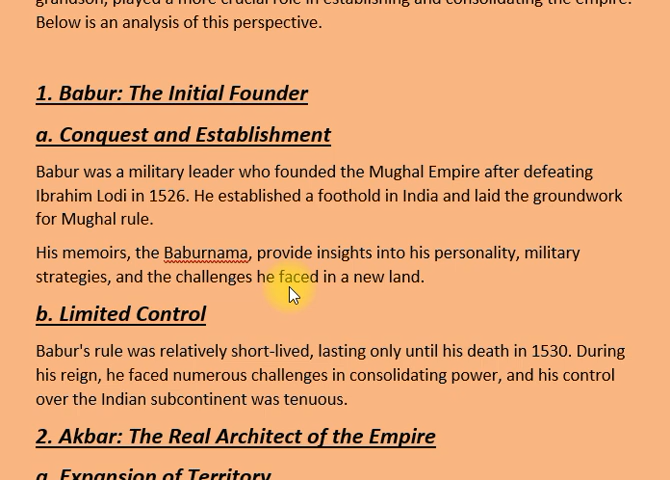 grandson, played a more crucial role in establishing and consolidating the empire.
Below is an analysis of this perspective.
1. Babur: The Initial Founder
a. Conquest and Establishment
Babur was a military leader who founded the Mughal Empire after defeating
Ibrahim Lodi in 1526. He established a foothold in India and laid the groundwork
for Mughal rule.
His memoirs, the Baburnama, provide insights into his personality, military
strategies, and the challenges he faced in a new land.
b. Limited Control
Babur's rule was relatively short-lived, lasting only until his death in 1530. During
his reign, he faced numerous challenges in consolidating power, and his control
over the Indian subcontinent was tenuous.
2. Akbar: The Real Architect of the Empire
a. Expansion of Territory